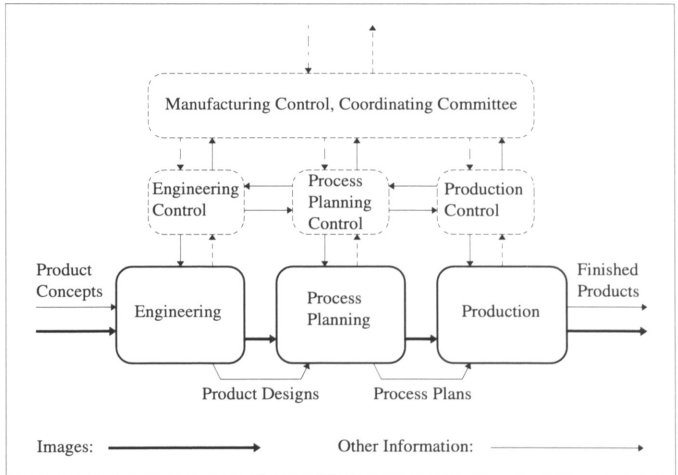 Manufacturing Control, Coordinating Committee
Engineering
Control
Process
Planning
Control
Production
Control
Product
Concepts
Engineering
Process
Planning
Production
Finished
Products
Product Designs
Process Plans
Images:
Other Information: